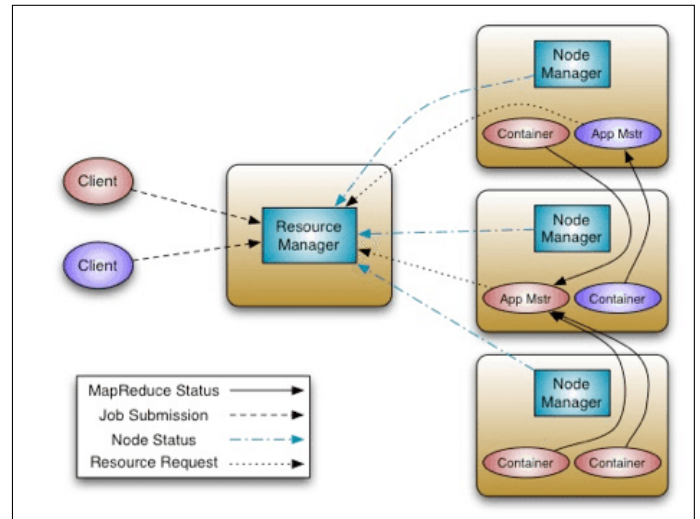 Node
Manager
Container
App Mstr
Client
Client
Resource
Manager
Node
Manager
App Mstr
Container
Node
Manager
Container
Container
MapReduce Status
Job Submission
Node Status
Resource Request